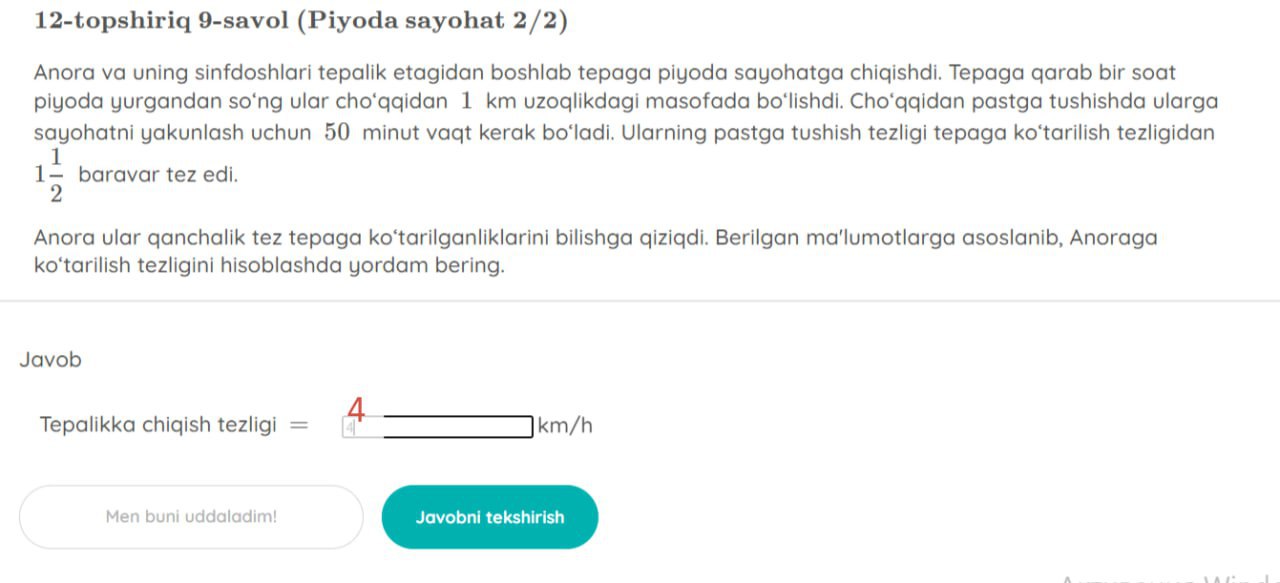 12-topshiriq 9-savol (Piyoda sayohat 2/2)
Anora va uning sinfdoshlari tepalik etagidan boshlab tepaga piyoda sayohatga chiqishdi. Tepaga qarab bir soat
piyoda yurgandan so‘ng ular cho‘qqidan 1 km uzoqlikdagi masofada bo‘lishdi. Cho‘qqidan pastga tushishda ularga
sayohatni yakunlash uchun 50 minut vaqt kerak bo‘ladi. Ularning pastga tushish tezligi tepaga ko‘tarilish tezligidan
1 1/2 baravar tez edi.
Anora ular qanchalik tez tepaga ko‘tarilganliklarini bilishga qiziqdi. Berilgan ma’lumotlarga asoslanib, Anoraga
ko‘tarilish tezligini hisoblashda yordam bering.
Javob
4
Tepalikka chiqish tezligi = 4 km/h
Men buni uddaladim! Javobni tekshirish